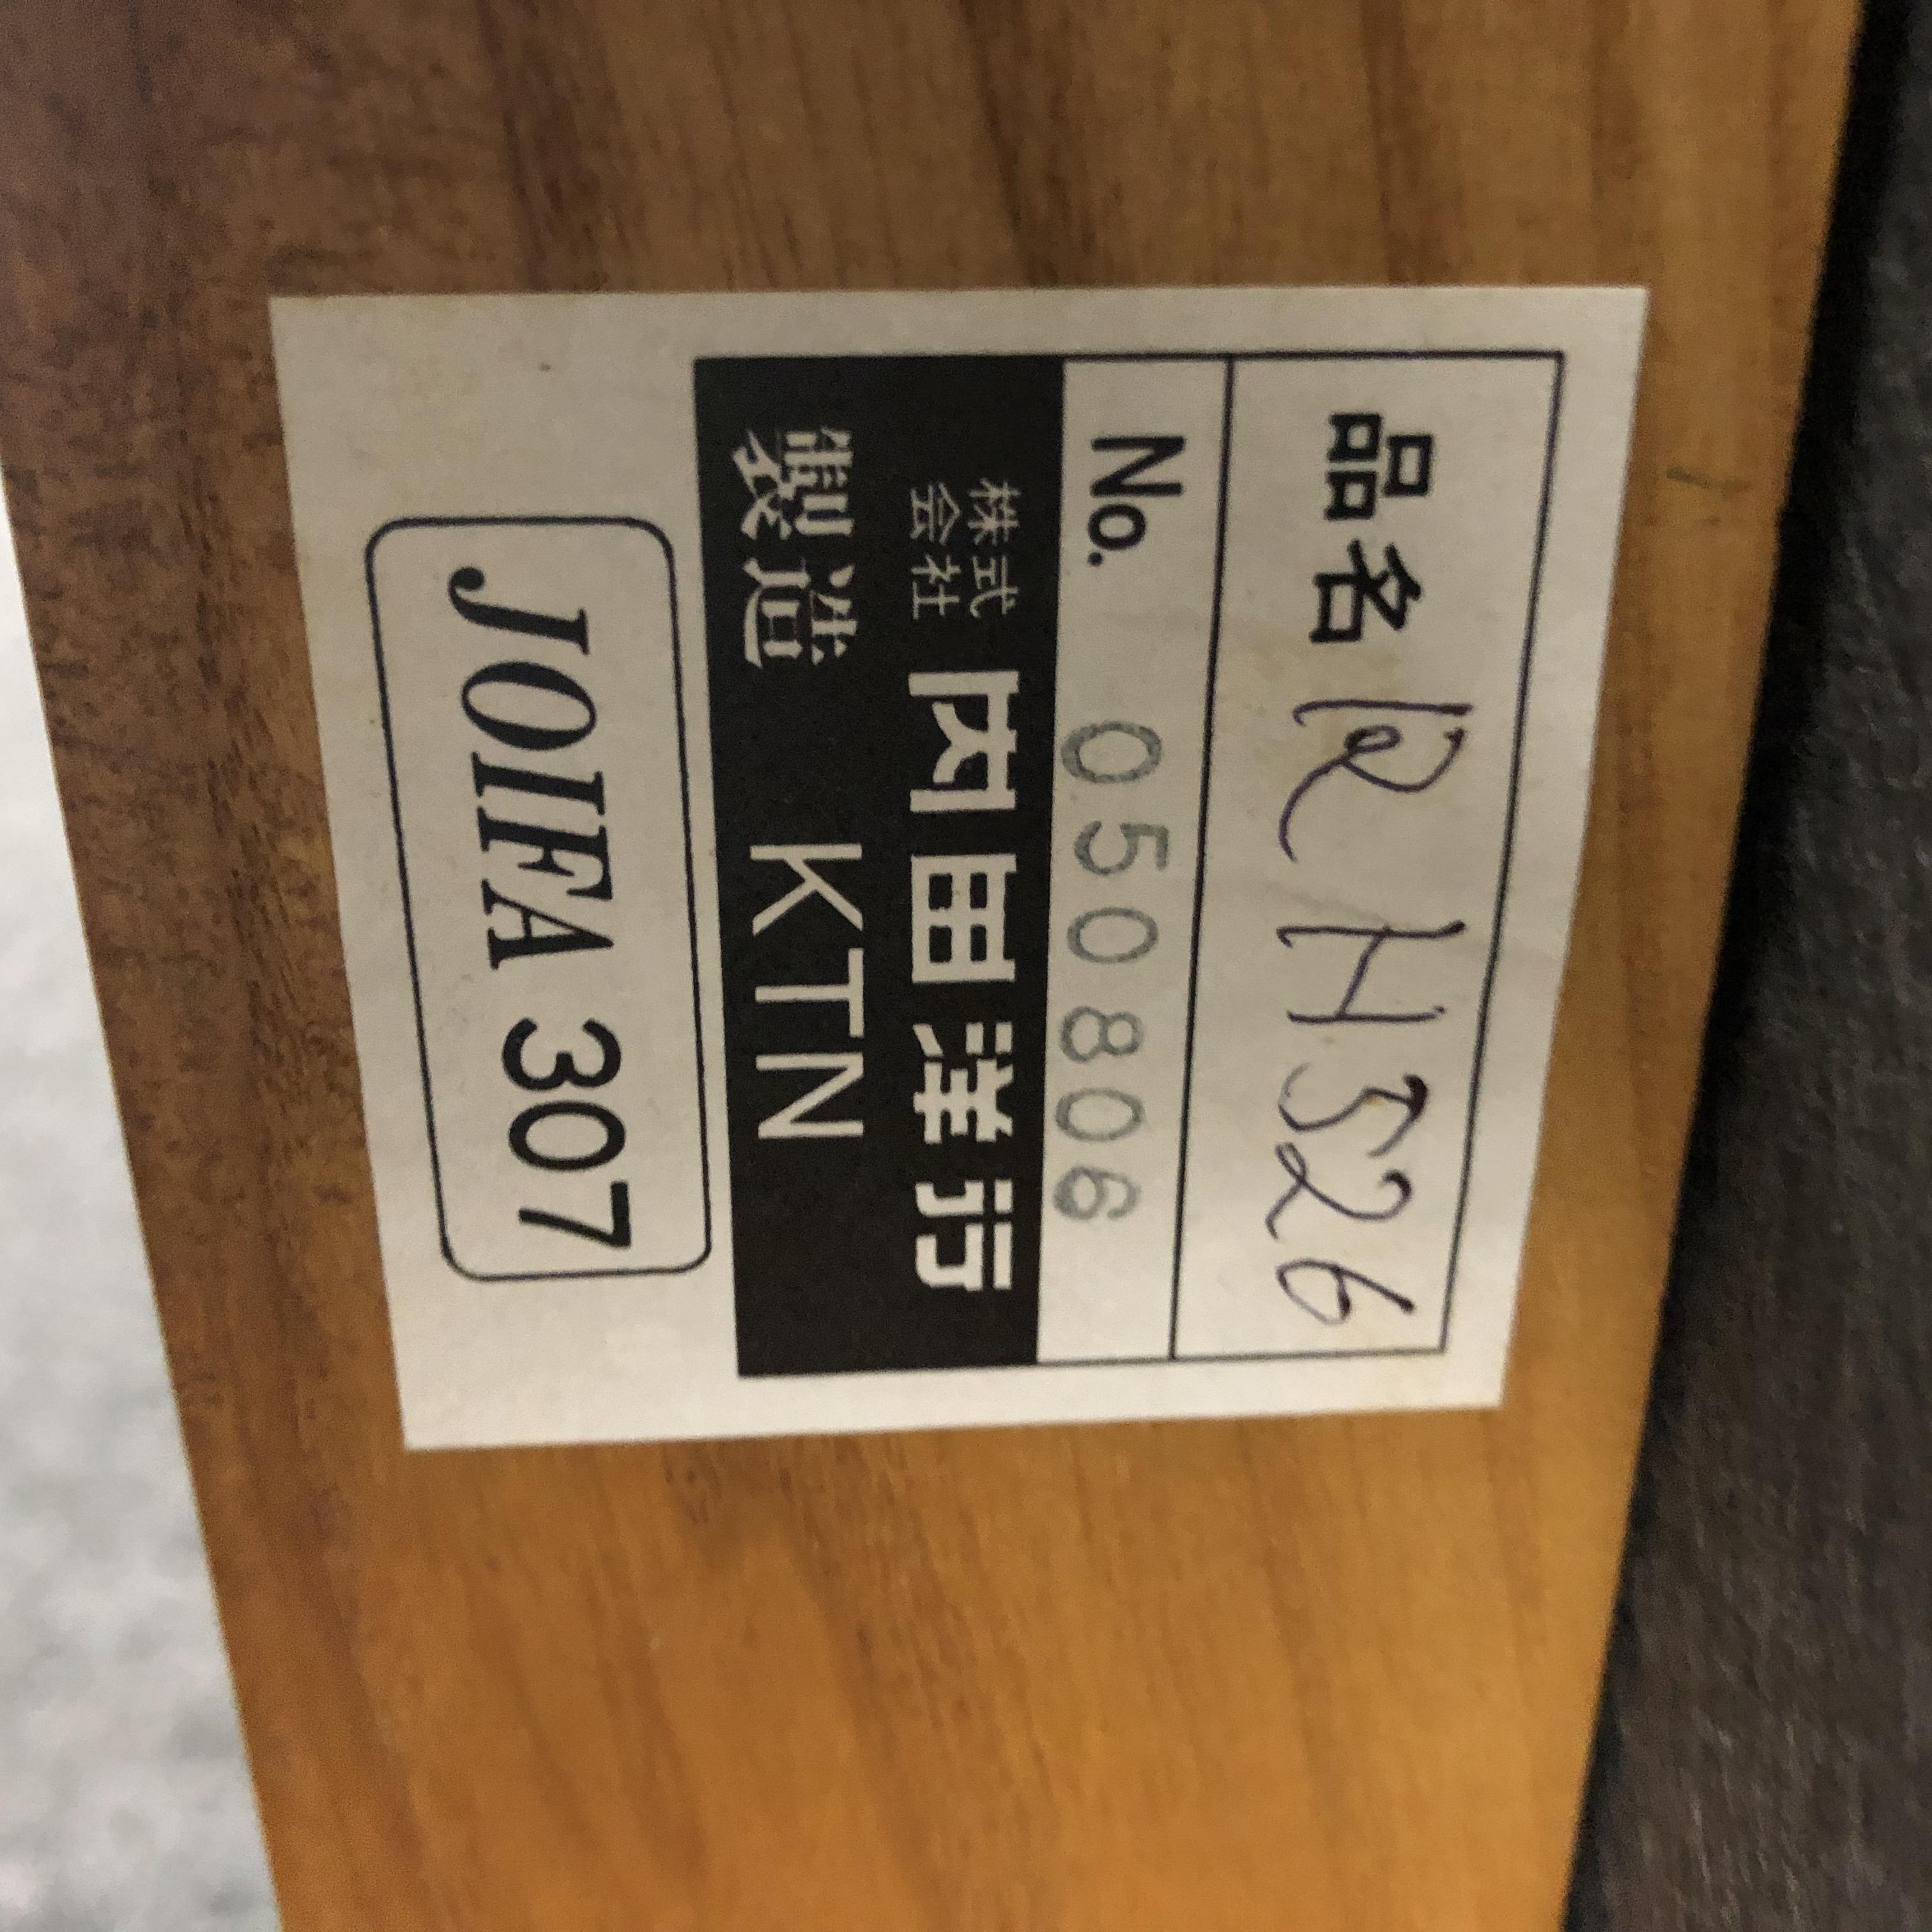 品名 RH526
No. 050806
株式会社 内田洋行
製造 KTN
JOIFA 307